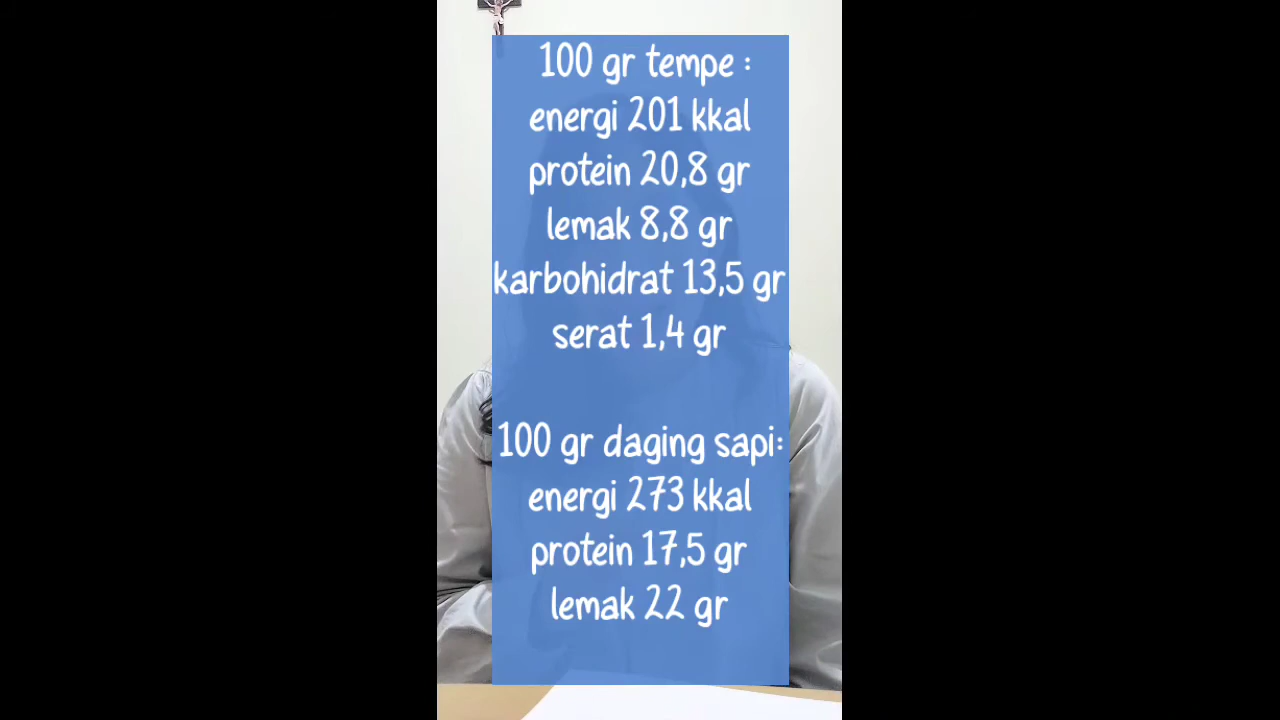 100 gr tempe :
energi 201 kkal
protein 20,8 gr
lemak 8,8 gr
karbohidrat 13,5 gr
serat 1,4 gr
100 gr daging sapi:
energi 273 kkal
protein 17,5 gr
lemak 22 gr